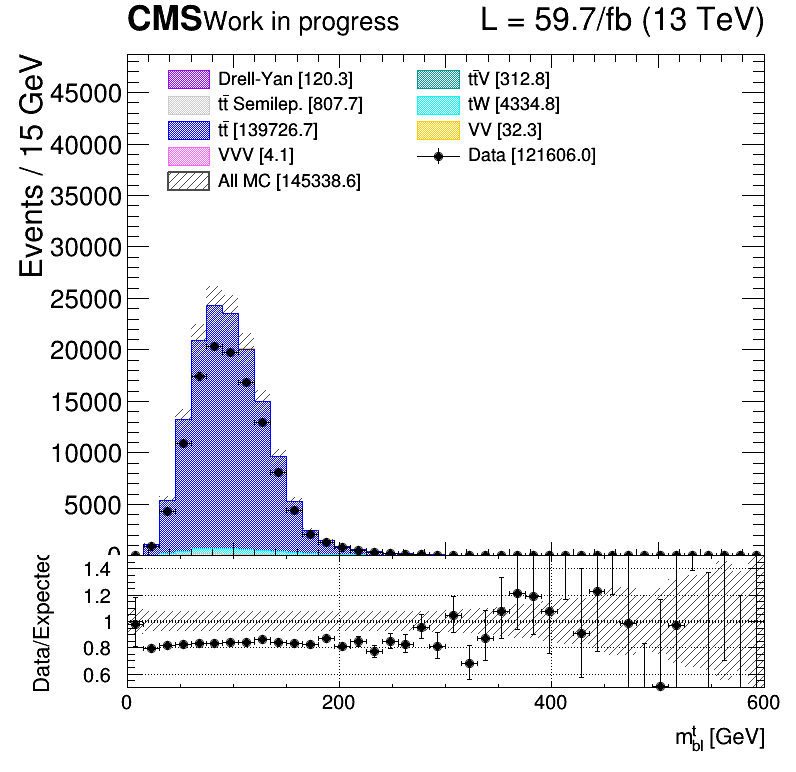 CMS Work in progress L = 59.7/fb (13 TeV)
Events / 15 GeV
45000
40000
35000
30000
25000
20000
15000
10000
5000
0
Drell-Yan [120.3]
tt̄ Semilep. [807.7]
tt̄ [139726.7]
VVV [4.1]
All MC [145338.6]
tt̄V [312.8]
tW [4334.8]
VV [32.3]
Data [121606.0]
Data/Expected
1.4
1.2
1
0.8
0.6
0 200 400 600
m^t_bl [GeV]